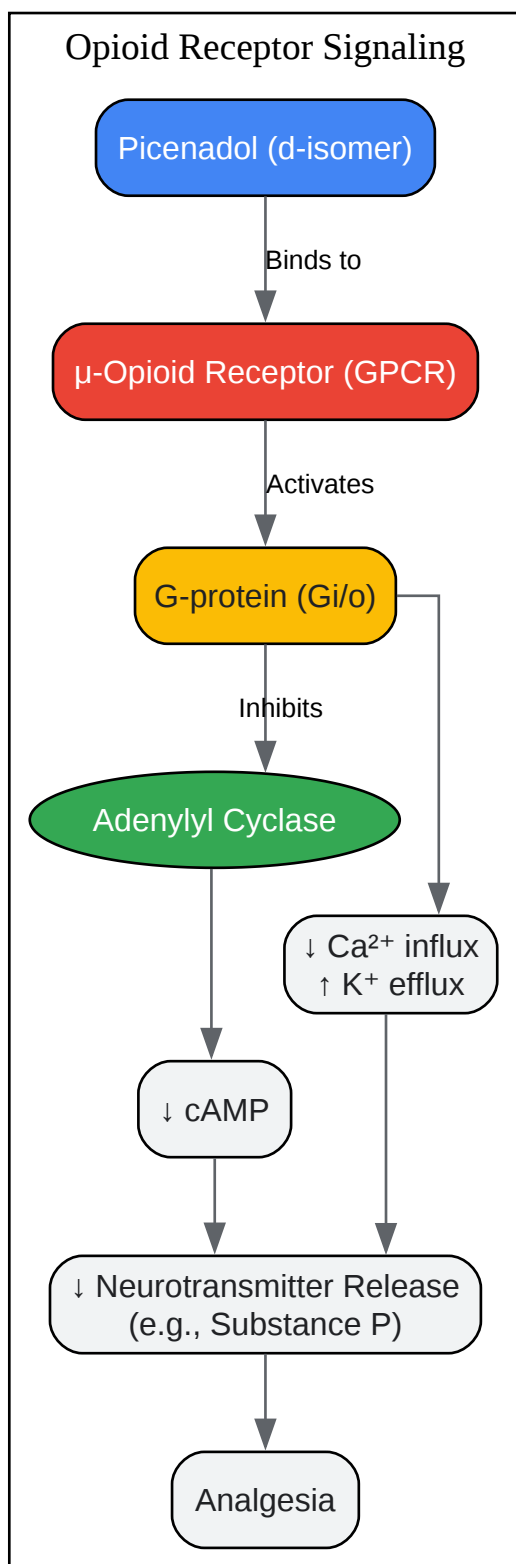 Opioid Receptor Signaling
Picenadol (d-isomer)
Binds to
μ-Opioid Receptor (GPCR)
Activates
G-protein (Gi/o)
Inhibits
Adenylyl Cyclase
↓ Ca²⁺ influx
↑ K⁺ efflux
↓ cAMP
↓ Neurotransmitter Release
(e.g., Substance P)
Analgesia